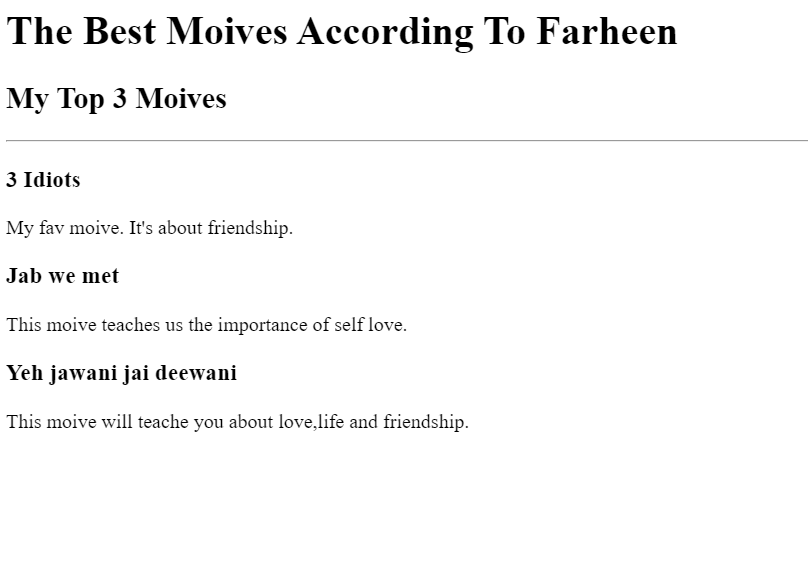 The Best Moives According To Farheen
My Top 3 Moives
3 Idiots
My fav moive. It's about friendship.
Jab we met
This moive teaches us the importance of self love.
Yeh jawani jai deewani
This moive will teache you about love,life and friendship.